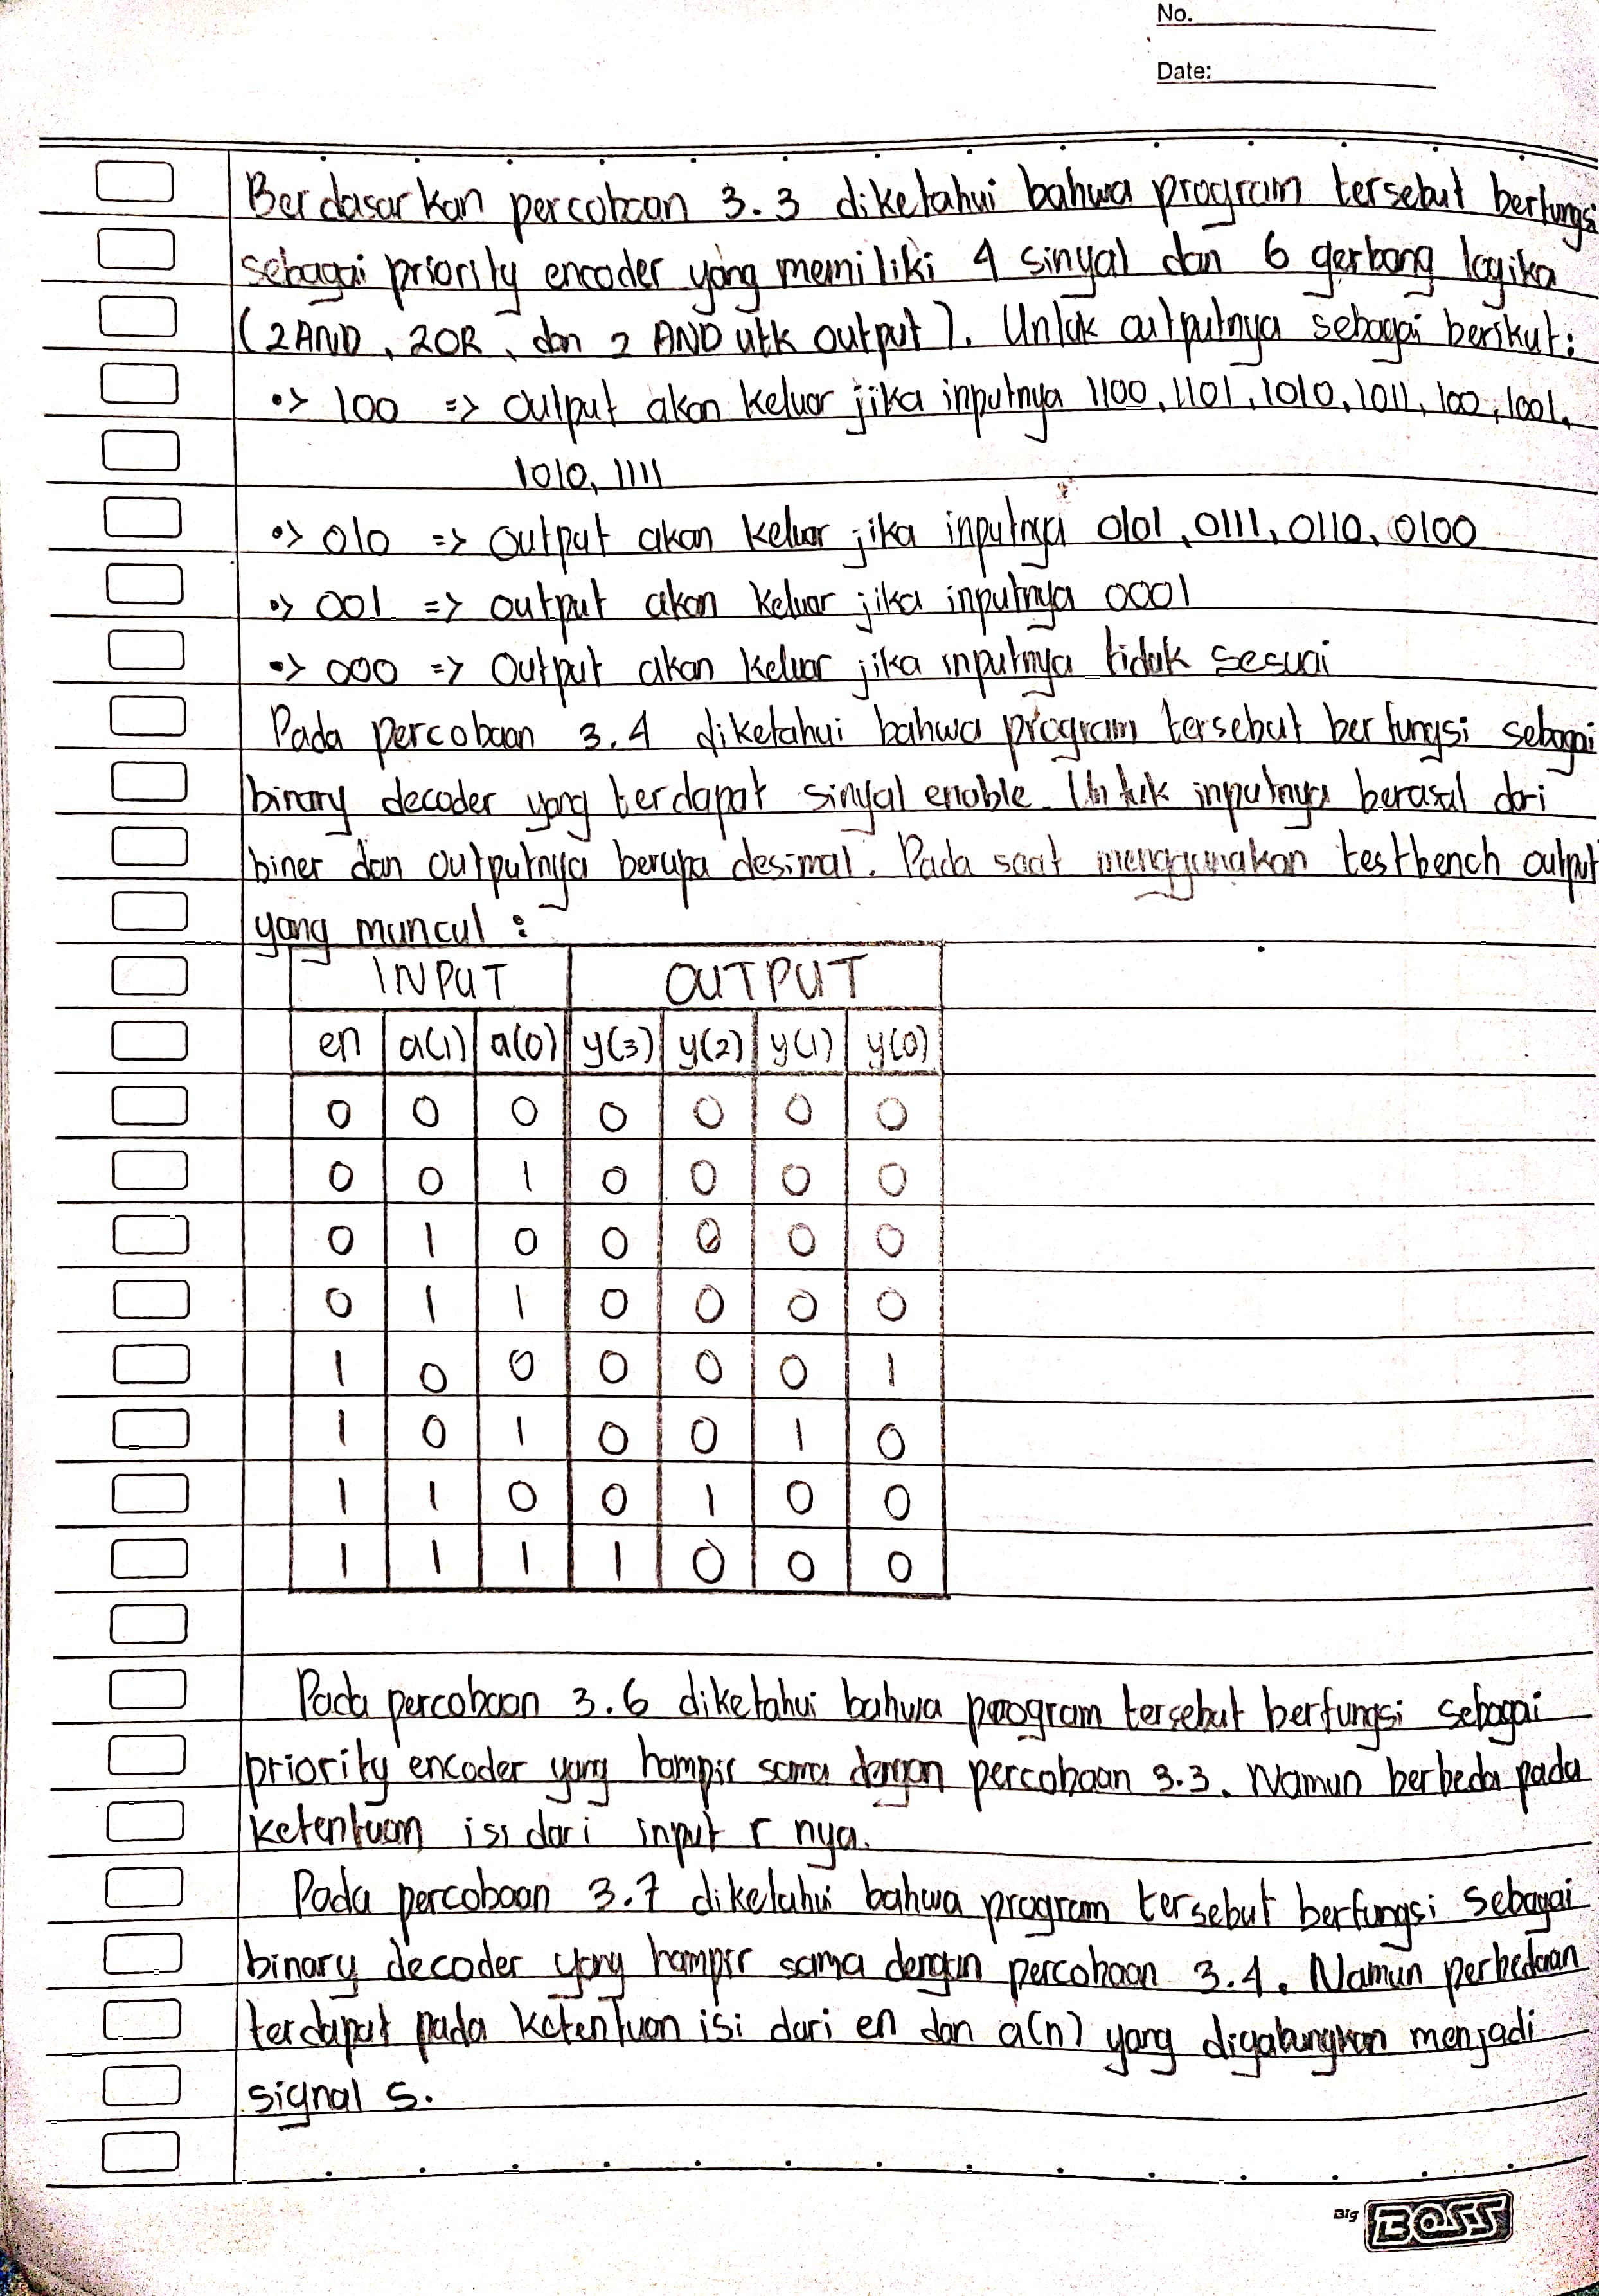 No.
Date:
Berdasarkan percobaan 3.3 diketahui bahwa program tersebut berfungsi
sebagai priority encoder yang memiliki 4 sinyal dan 6 gerbang logika
(2AND, 2OR, dan 2 AND utk output). Untuk outputnya sebagai berikut:
•> 100 => output akan keluar jika inputnya 1100, 1101, 1010, 1011, 100, 1001,
1010, 1111
•> 010 => output akan keluar jika inputnya 0101, 0111, 0110, 0100
•> 001 => output akan keluar jika inputnya 0001
•> 000 => output akan keluar jika inputnya tidak sesuai
Pada percobaan 3.4 diketahui bahwa program tersebut berfungsi sebagai
binary decoder yang terdapat sinyal enable. Untuk inputnya berasal dari
biner dan outputnya berupa desimal. Pada saat menggunakan testbench output
yang muncul :
INPUT OUTPUT
en a(1) a(0) y(3) y(2) y(1) y(0)
0 0 0 0 0 0 0
0 0 1 0 0 0 0
0 1 0 0 0 0 0
0 1 1 0 0 0 0
1 0 0 0 0 0 1
1 0 1 0 0 1 0
1 1 0 0 1 0 0
1 1 1 1 0 0 0
Pada percobaan 3.6 diketahui bahwa program tersebut berfungsi sebagai
priority encoder yang hampir sama dengan percobaan 3.3. Namun berbeda pada
ketentuan isi dari input r nya.
Pada percobaan 3.7 diketahui bahwa program tersebut berfungsi sebagai
binary decoder yang hampir sama dengan percobaan 3.4. Namun perbedaan
terdapat pada ketentuan isi dari en dan a(n) yang digabungkan menjadi
signal s.
Big BOSS